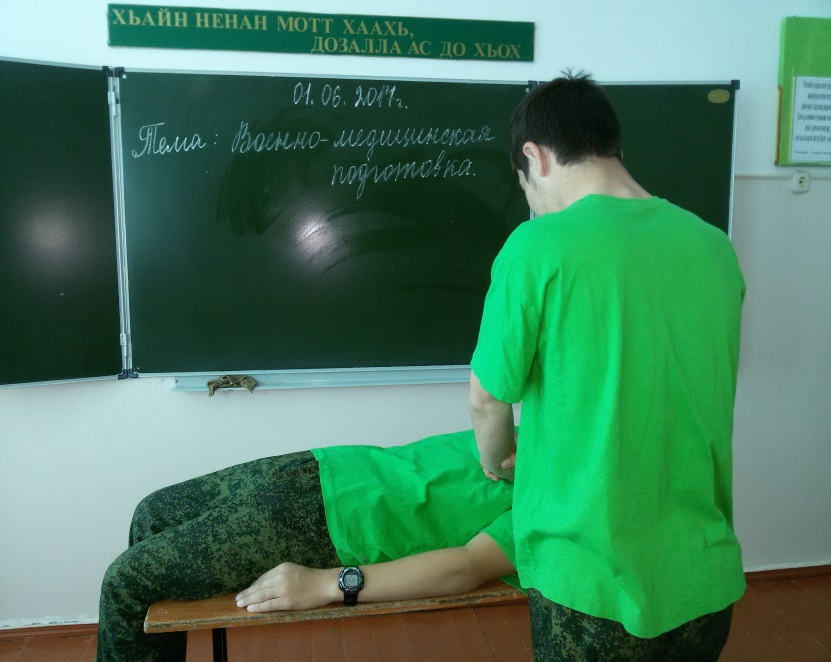 ХЬАЙН НЕНАН МОТТ ХААХЬ,
ДОЗАЛЛА АС ДО ХЬОХ
01. 06. 2017г.
Тема: Военно-медицинская
подготовка.